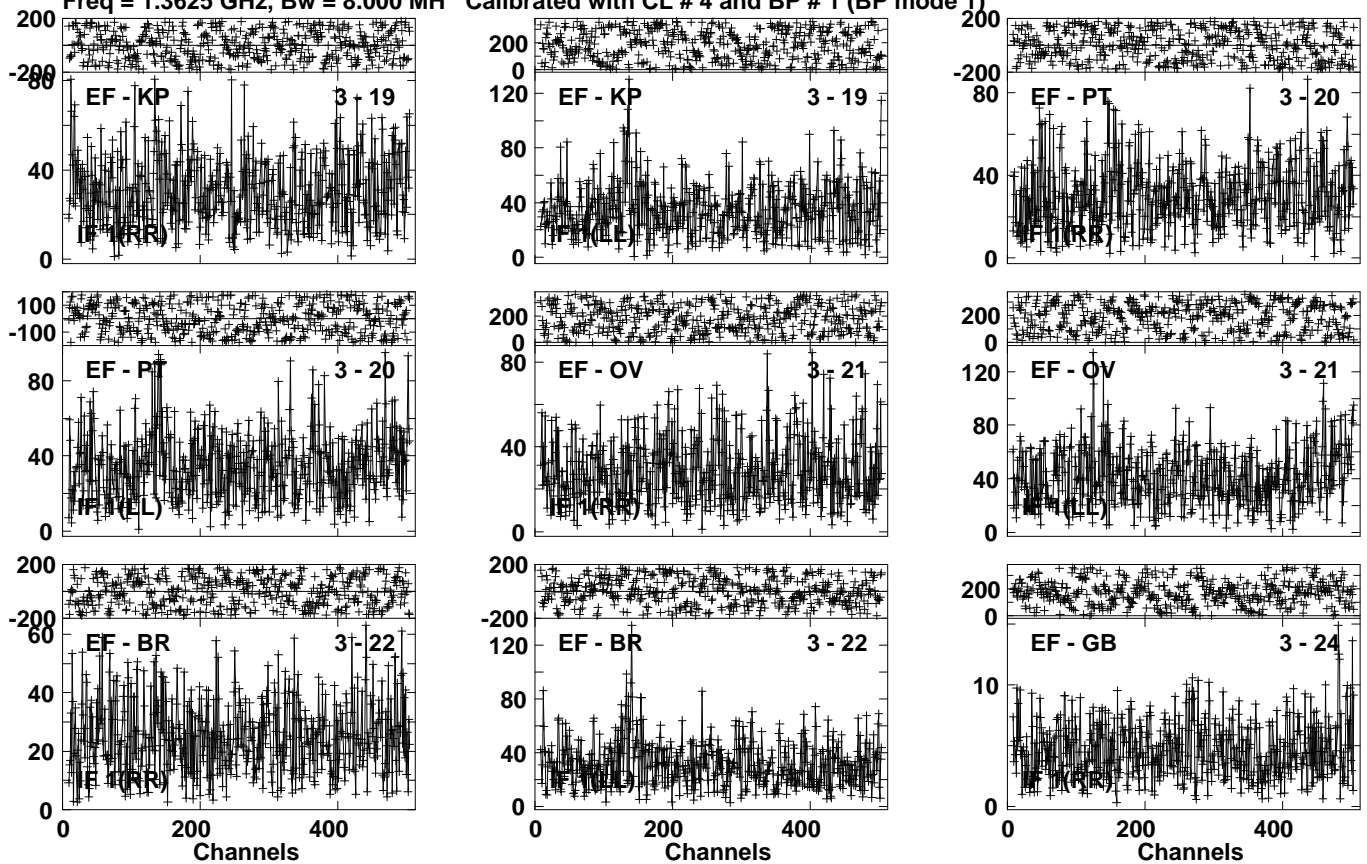 Freq = 1.3625 GHz, Bw = 8.000 MH Calibrated with CL # 4 and BP # 1 (BP mode 1)
200
-200
200
0
200
-200
80
40
0
EF - KP 3 - 19
IF 1(RR)
120
80
40
0
EF - KP 3 - 19
IF 1(LL)
80
40
0
EF - PT 3 - 20
IF 1(RR)
100
-100
200
0
200
0
80
40
0
EF - PT 3 - 20
IF 1(LL)
80
40
0
EF - OV 3 - 21
IF 1(RR)
120
80
40
0
EF - OV 3 - 21
IF 1(LL)
200
-200
200
-200
200
0
60
40
20
0
EF - BR 3 - 22
IF 1(RR)
120
80
40
0
EF - BR 3 - 22
IF 1(LL)
10
0
EF - GB 3 - 24
IF 1(RR)
0 200 400
Channels
0 200 400
Channels
0 200 400
Channels